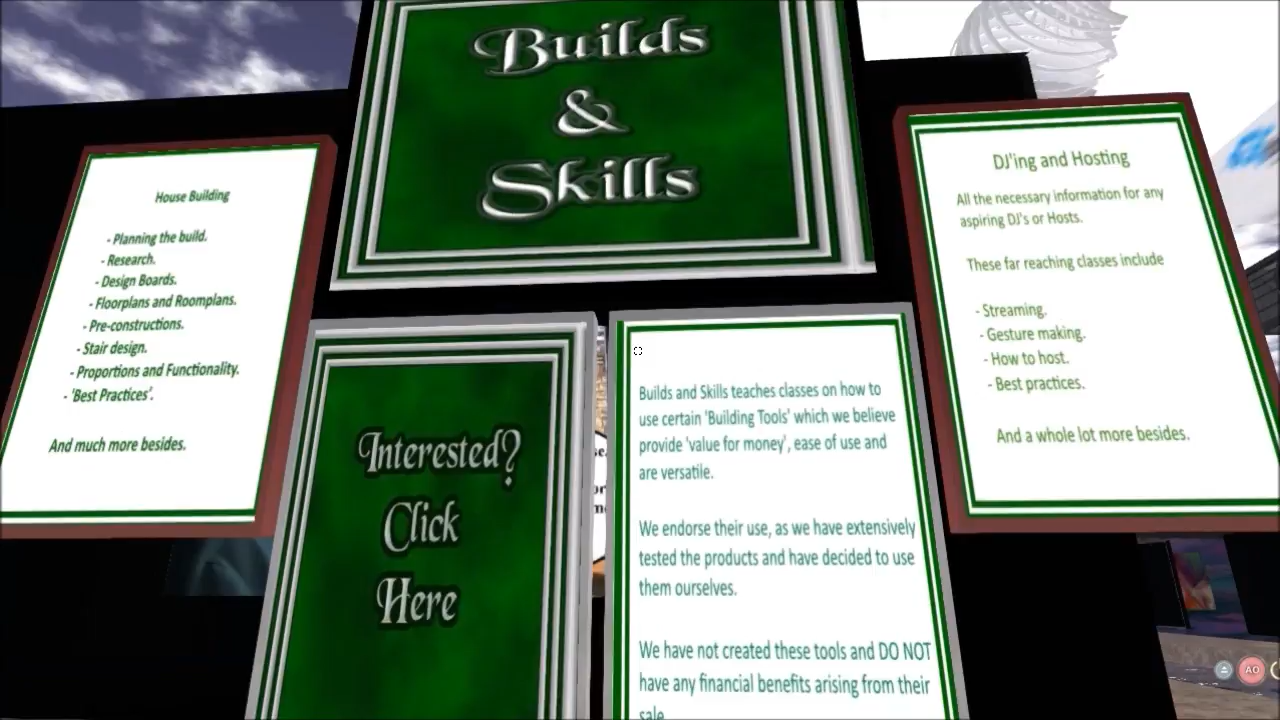 Builds
&
Skills
House Building
- Planning the build.
- Research.
- Design Boards.
- Floorplans and Roomplans.
- Pre-constructions.
- Stair design.
- Proportions and Functionality.
- 'Best Practices'.
And much more besides.
Interested?
Click
Here
Builds and Skills teaches classes on how to
use certain 'Building Tools' which we believe
provide 'value for money', ease of use and
are versatile.
We endorse their use, as we have extensively
tested the products and have decided to use
them ourselves.
We have not created these tools and DO NOT
have any financial benefits arising from their
sale
DJ'ing and Hosting
All the necessary information for any
aspiring DJ's or Hosts.
These far reaching classes include
- Streaming.
- Gesture making.
- How to host.
- Best practices.
And a whole lot more besides.
AO